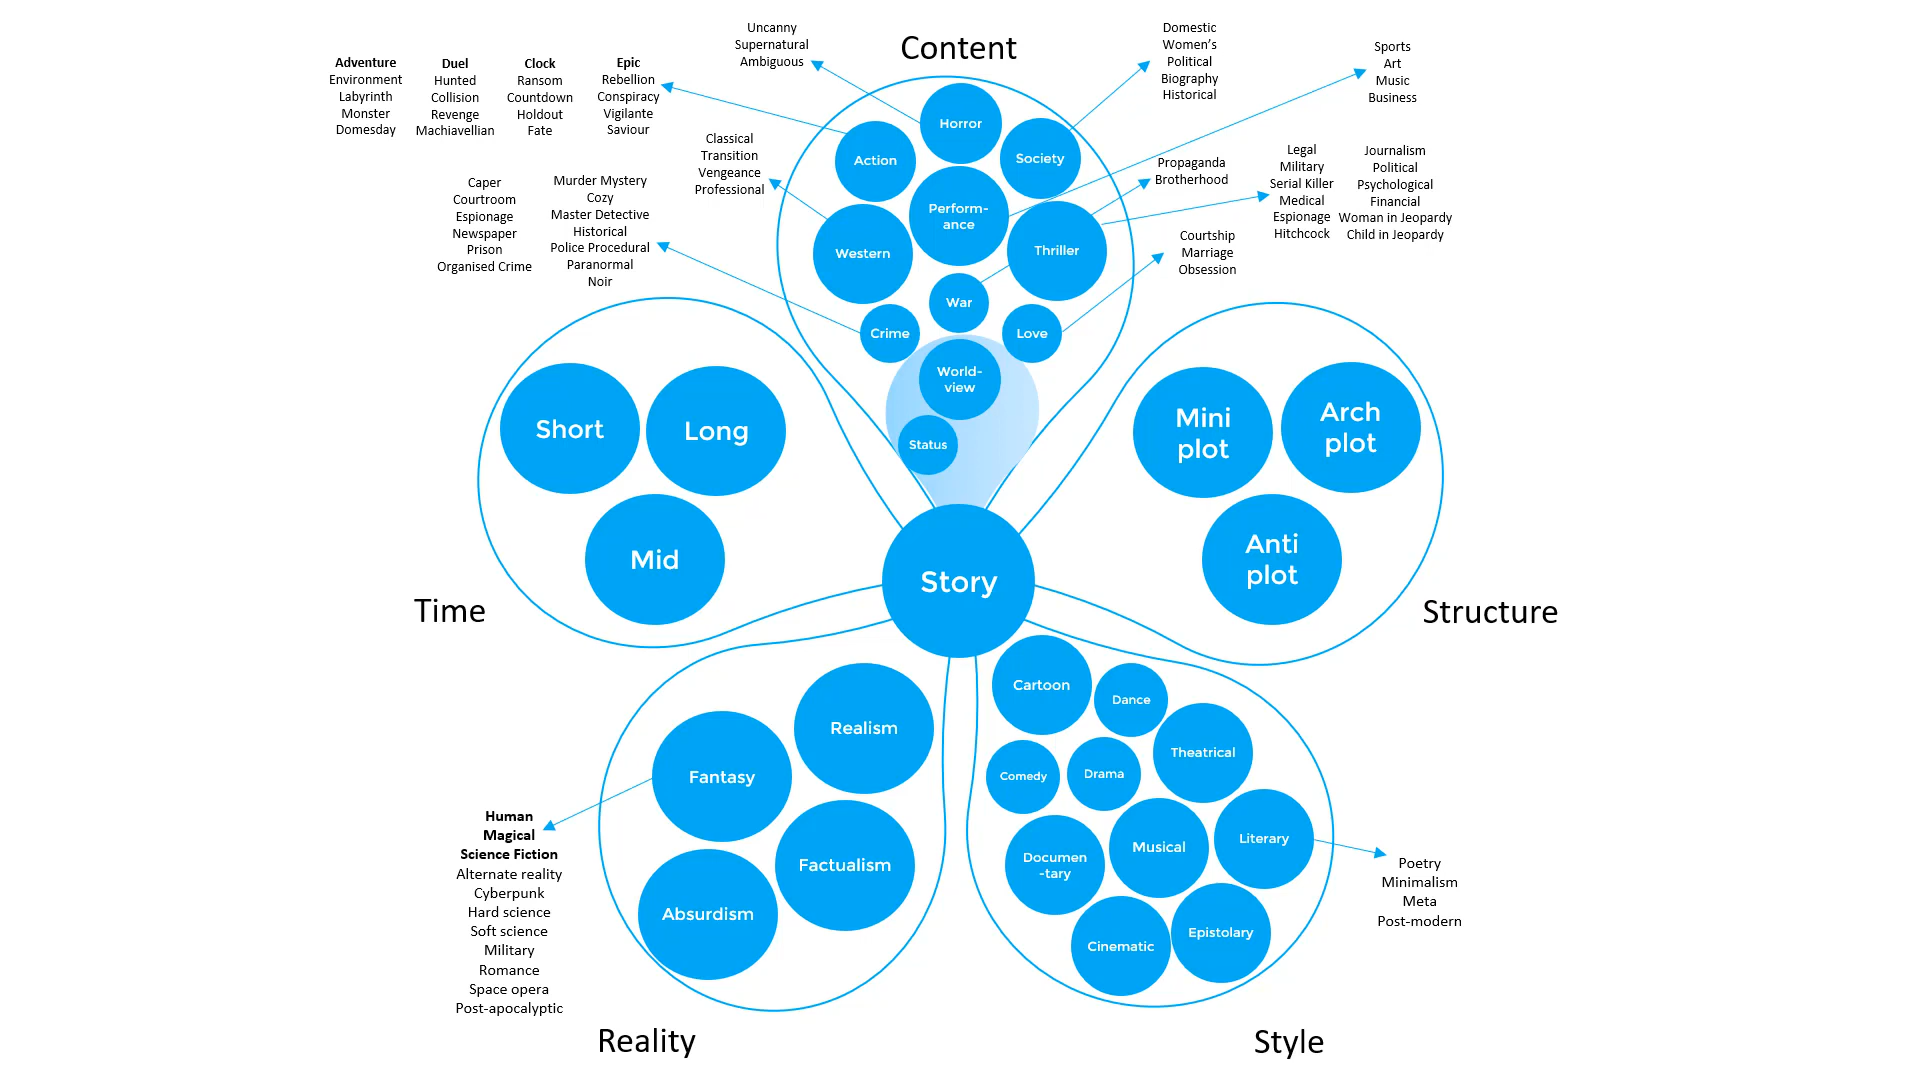 Content
Uncanny
Supernatural
Ambiguous
Domestic
Women's
Political
Biography
Historical
Sports
Art
Music
Business
Adventure
Environment
Labyrinth
Monster
Domesday
Duel
Hunted
Collision
Revenge
Machiavellian
Clock
Ransom
Countdown
Holdout
Fate
Epic
Rebellion
Conspiracy
Vigilante
Saviour
Classical
Transition
Vengeance
Professional
Propaganda
Brotherhood
Legal
Military
Serial Killer
Medical
Espionage
Hitchcock
Journalism
Political
Psychological
Financial
Woman in Jeopardy
Child in Jeopardy
Caper
Courtroom
Espionage
Newspaper
Prison
Organised Crime
Murder Mystery
Cozy
Master Detective
Historical
Police Procedural
Paranormal
Noir
Courtship
Marriage
Obsession
Horror
Action
Society
Perform-
ance
Western
Thriller
War
Crime
Love
World-
view
Status
Short
Long
Mid
Time
Mini
plot
Arch
plot
Anti
plot
Structure
Story
Realism
Fantasy
Factualism
Absurdism
Human
Magical
Science Fiction
Alternate reality
Cyberpunk
Hard science
Soft science
Military
Romance
Space opera
Post-apocalyptic
Reality
Cartoon
Dance
Theatrical
Comedy
Drama
Literary
Musical
Documen
-tary
Epistolary
Cinematic
Poetry
Minimalism
Meta
Post-modern
Style